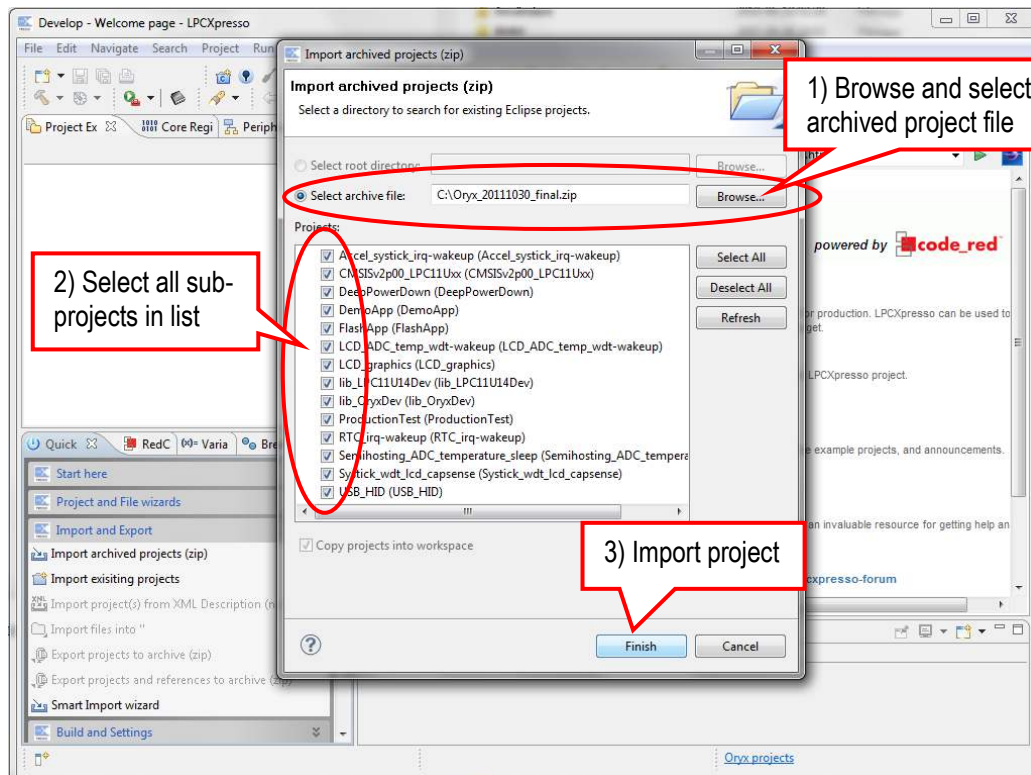 Develop - Welcome page - LPCXpresso
File Edit Navigate Search Project Run
Project Ex
Core Regi
Periph
Import archived projects (zip)
Import archived projects (zip)
Select a directory to search for existing Eclipse projects.
1) Browse and select
archived project file
Select root directory:
Browse...
Select archive file:
C:\Oryx_20111030_final.zip
Browse...
Projects:
Accel_systick_irq-wakeup (Accel_systick_irq-wakeup)
CMSISv2p00_LPC11Uxx (CMSISv2p00_LPC11Uxx)
DeepPowerDown (DeepPowerDown)
DemoApp (DemoApp)
FlashApp (FlashApp)
LCD_ADC_temp_wdt-wakeup (LCD_ADC_temp_wdt-wakeup)
LCD_graphics (LCD_graphics)
lib_LPC11U14Dev (lib_LPC11U14Dev)
lib_OryxDev (lib_OryxDev)
ProductionTest (ProductionTest)
RTC_irq-wakeup (RTC_irq-wakeup)
Semihosting_ADC_temperature_sleep (Semihosting_ADC_tempera
Systick_wdt_lcd_capsense (Systick_wdt_lcd_capsense)
USB_HID (USB_HID)
Select All
Deselect All
Refresh
2) Select all sub-
projects in list
powered by code_red
or production. LPCXpresso can be used to
get.
LPCXpresso project.
e example projects, and announcements.
an invaluable resource for getting help an
cxpresso-forum
Copy projects into workspace
3) Import project
Finish
Cancel
Quick
RedC
(x)= Varia
Bre
Start here
Project and File wizards
Import and Export
Import archived projects (zip)
Import exisiting projects
Import project(s) from XML Description (n
Import files into ''
Export projects to archive (zip)
Export projects and references to archive (zip)
Smart Import wizard
Build and Settings
Oryx projects